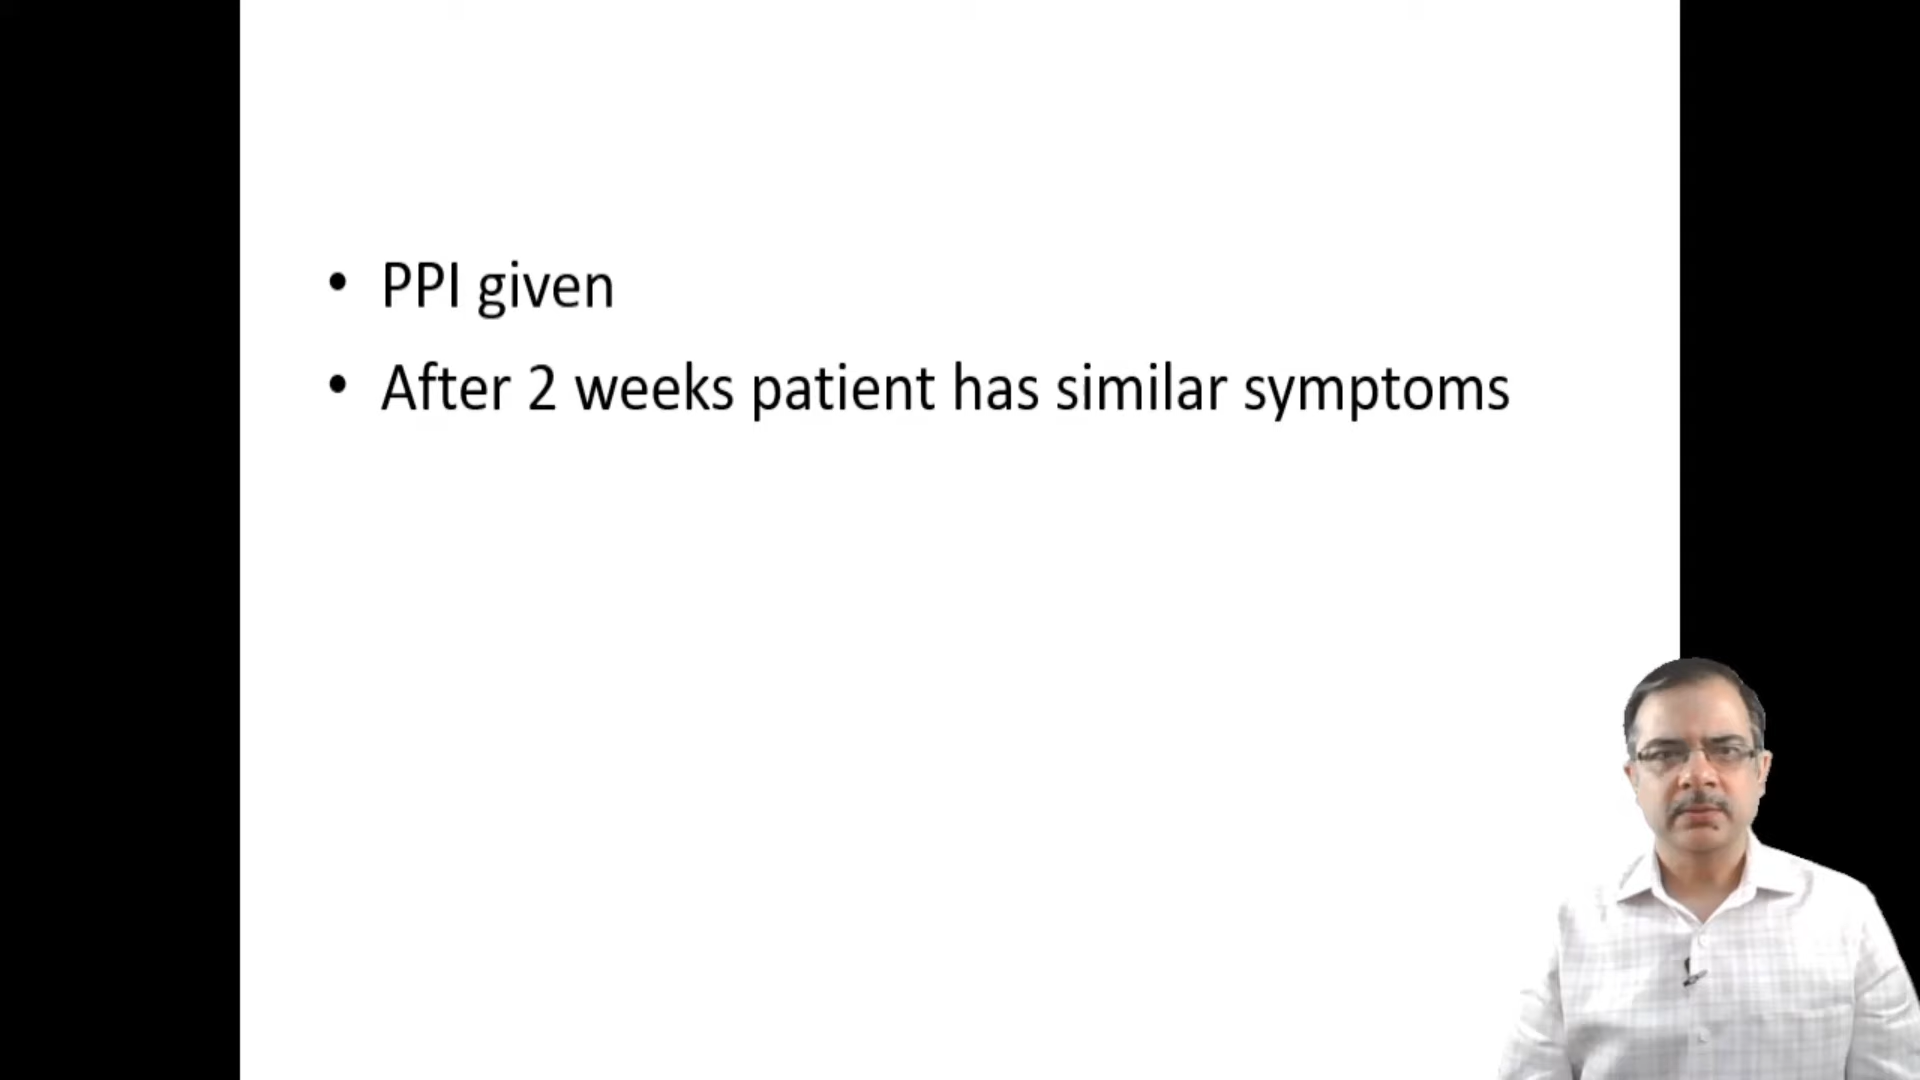 • PPI given
• After 2 weeks patient has similar symptoms